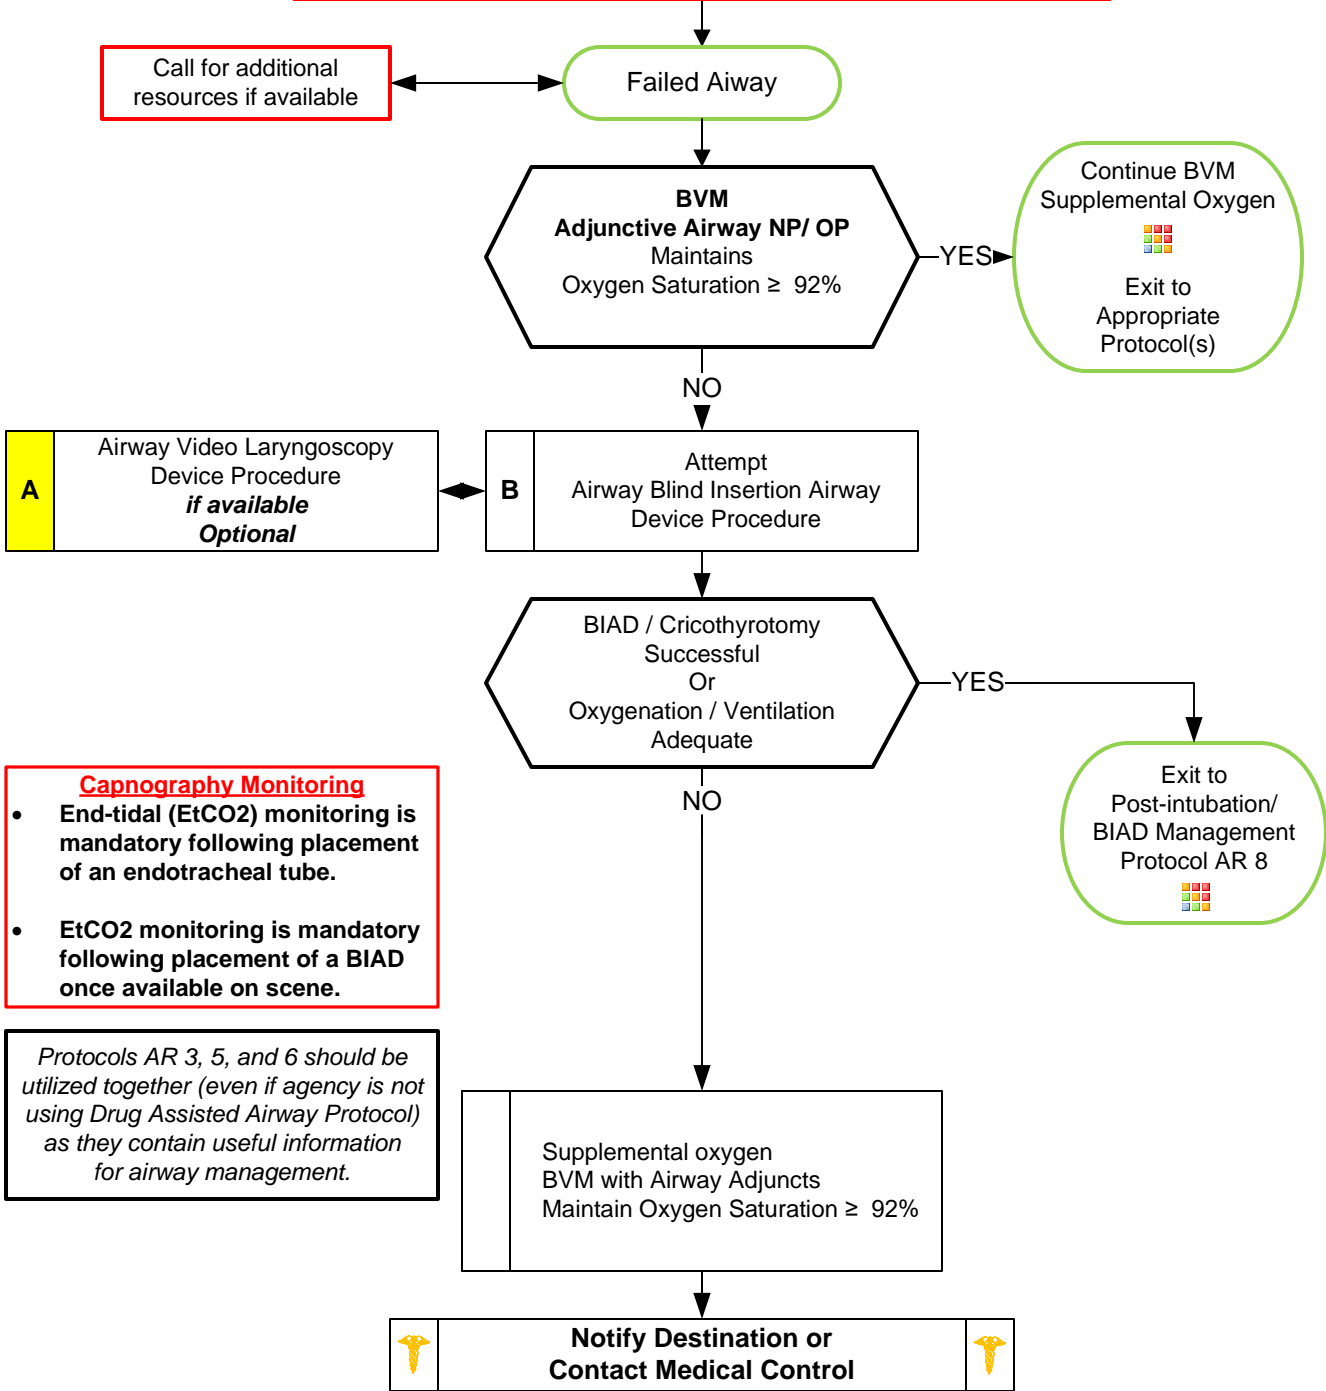 Call for additional
resources if available
Failed Aiway
BVM
Adjunctive Airway NP/ OP
Maintains
Oxygen Saturation ≥ 92%
YES
Continue BVM
Supplemental Oxygen
Exit to
Appropriate
Protocol(s)
NO
A
Airway Video Laryngoscopy
Device Procedure
if available
Optional
B
Attempt
Airway Blind Insertion Airway
Device Procedure
BIAD / Cricothyrotomy
Successful
Or
Oxygenation / Ventilation
Adequate
YES
Exit to
Post-intubation/
BIAD Management
Protocol AR 8
NO
Capnography Monitoring
• End-tidal (EtCO2) monitoring is
mandatory following placement
of an endotracheal tube.
• EtCO2 monitoring is mandatory
following placement of a BIAD
once available on scene.
Protocols AR 3, 5, and 6 should be
utilized together (even if agency is not
using Drug Assisted Airway Protocol)
as they contain useful information
for airway management.
Supplemental oxygen
BVM with Airway Adjuncts
Maintain Oxygen Saturation ≥ 92%
Notify Destination or
Contact Medical Control